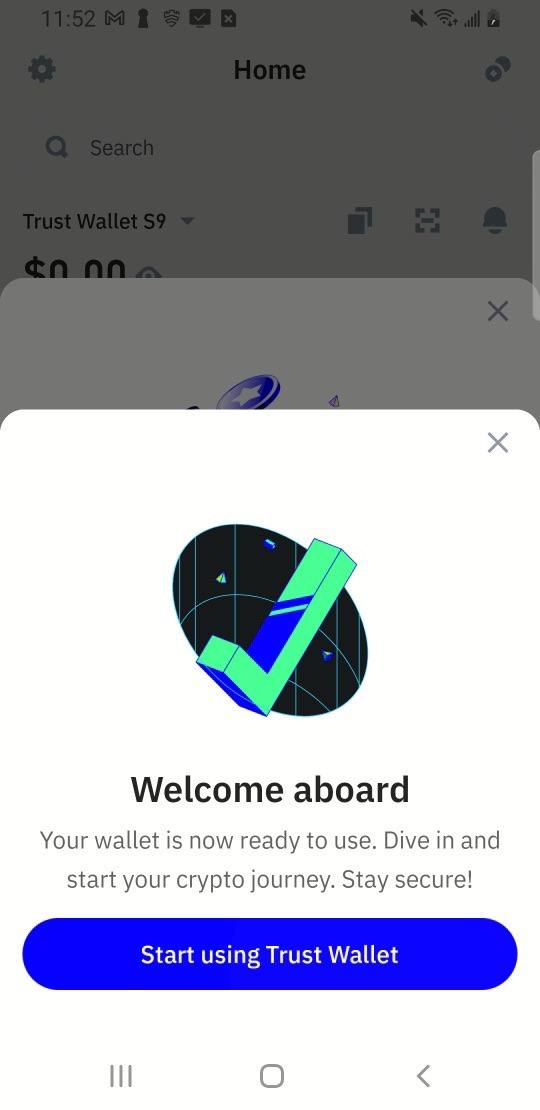 11:52
Home
Search
Trust Wallet S9
$0.00
Welcome aboard
Your wallet is now ready to use. Dive in and
start your crypto journey. Stay secure!
Start using Trust Wallet